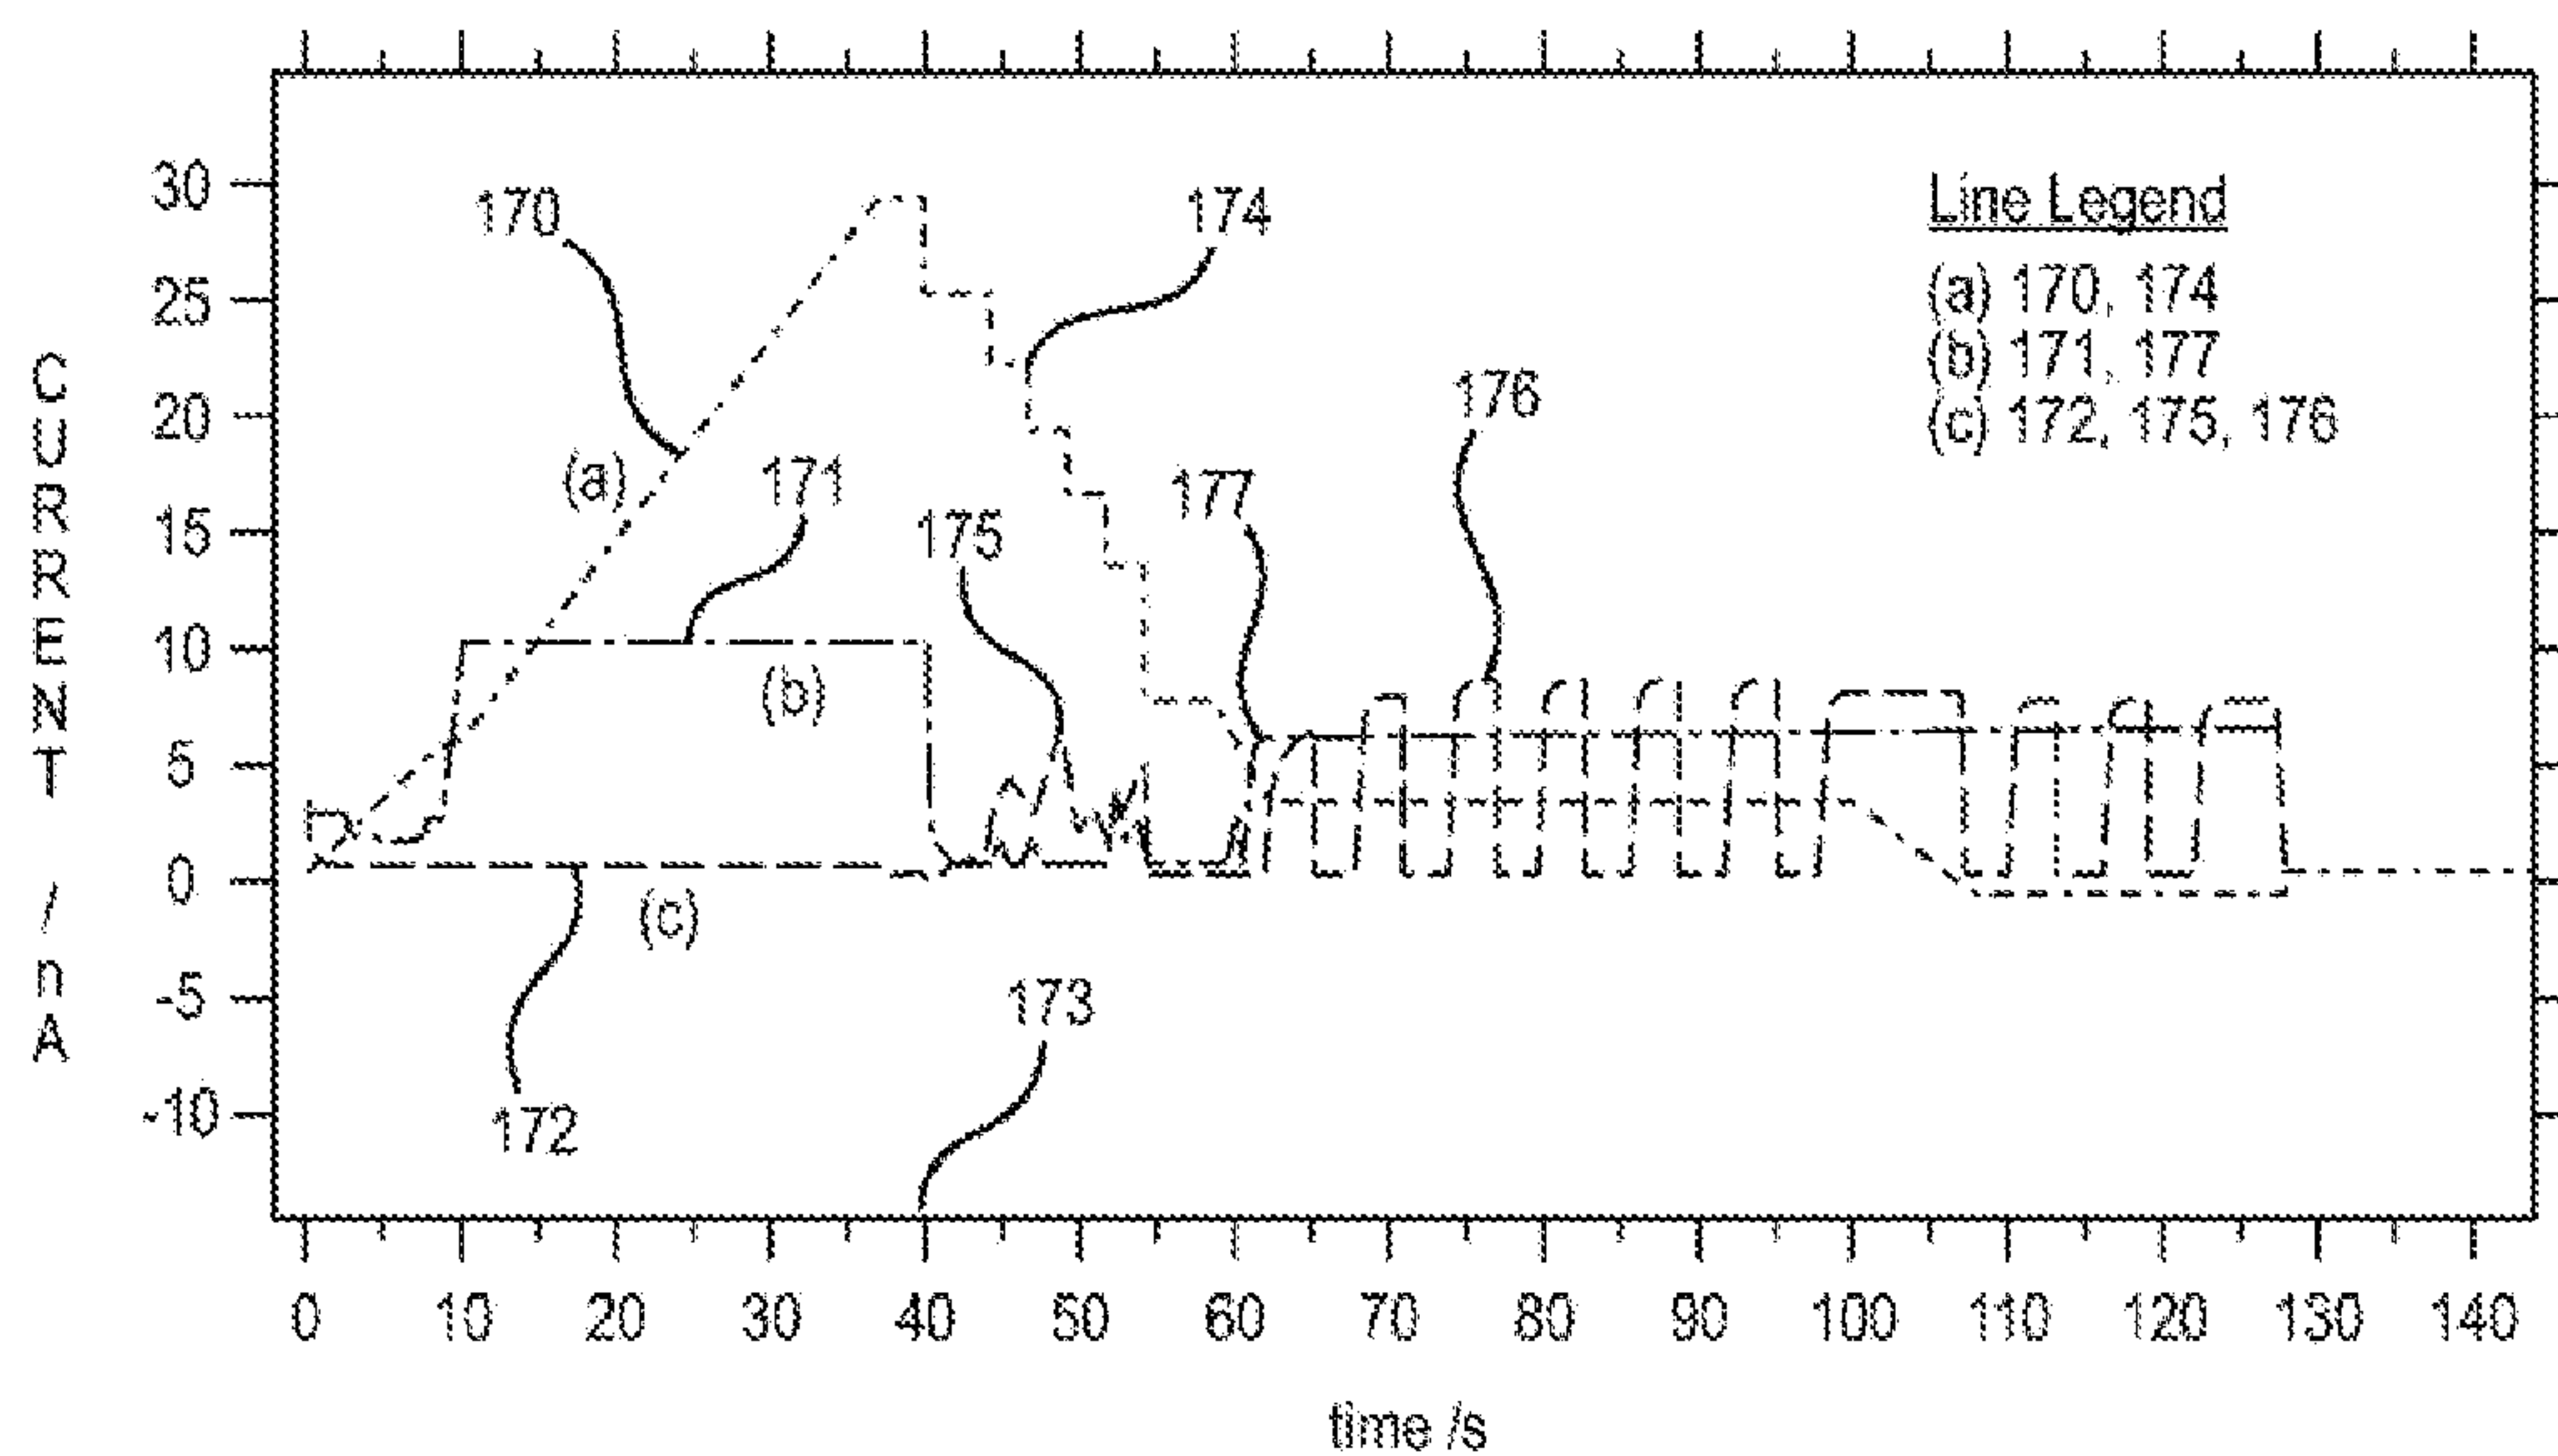 30
25
20
15
10
5
0
-5
-10
CURRENT /nA
170
174
Line Legend
(a) 170, 174
(b) 171, 177
(c) 172, 175, 176
176
(a)
171
177
175
(b)
(c)
173
172
0 10 20 30 40 50 60 70 80 90 100 110 120 130 140
time /s